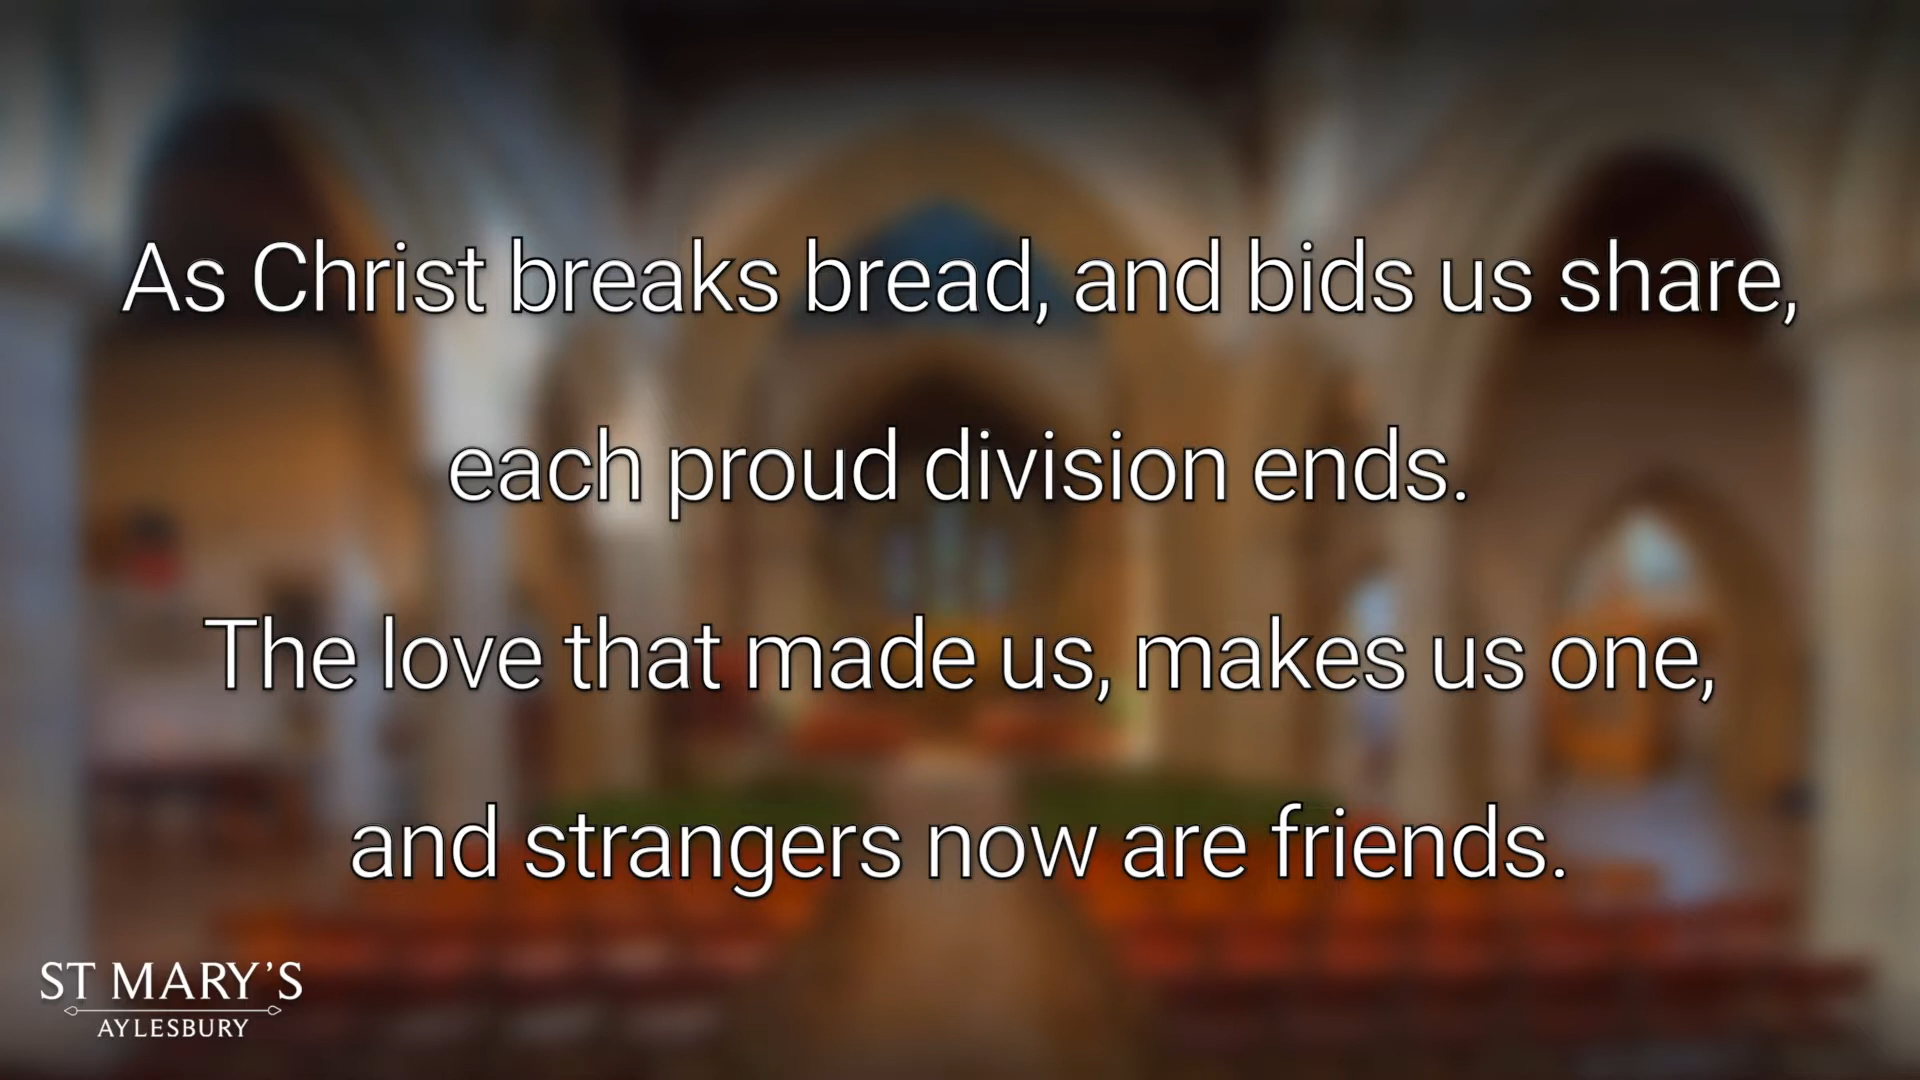 As Christ breaks bread, and bids us share,
each proud division ends.
The love that made us, makes us one,
and strangers now are friends.
ST MARY'S
AYLESBURY